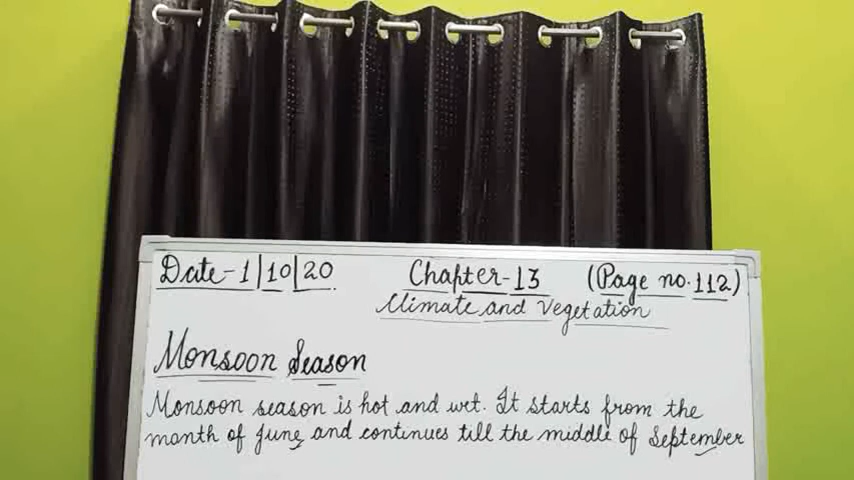 Date-1|10|20 Chapter-13 (Page no.112)
Climate and Vegetation
Monsoon Season
Monsoon season is hot and wet. It starts from the
month of June, and continues till the middle of September